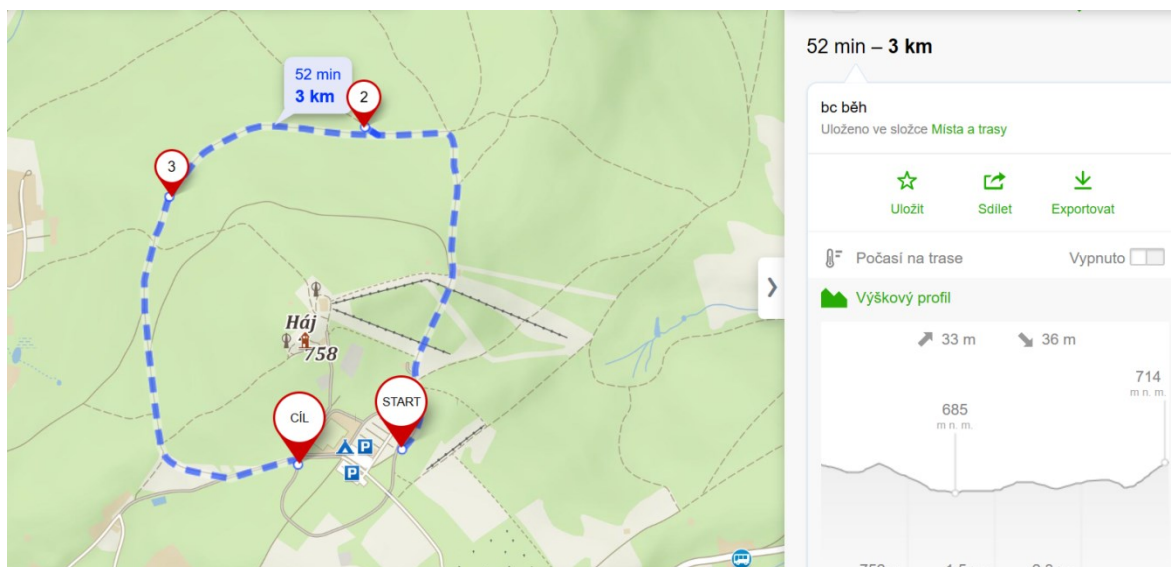 52 min
3 km
2
3
Háj
758
CÍL
START
P
P
52 min – 3 km
bc běh
Uloženo ve složce Místa a trasy
Uložit
Sdílet
Exportovat
Počasí na trase
Vypnuto
Výškový profil
33 m
36 m
714
m n. m.
685
m n. m.